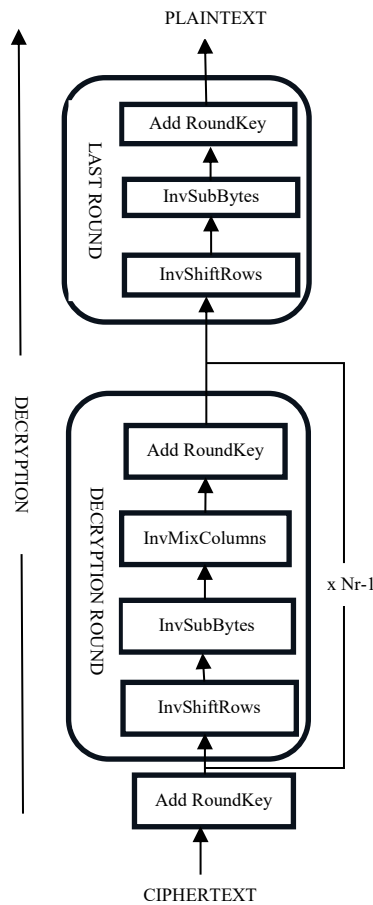 PLAINTEXT
Add RoundKey
LAST ROUND
InvSubBytes
InvShiftRows
DECRYPTION
Add RoundKey
DECRYPTION ROUND
InvMixColumns
x Nr-1
InvSubBytes
InvShiftRows
Add RoundKey
CIPHERTEXT